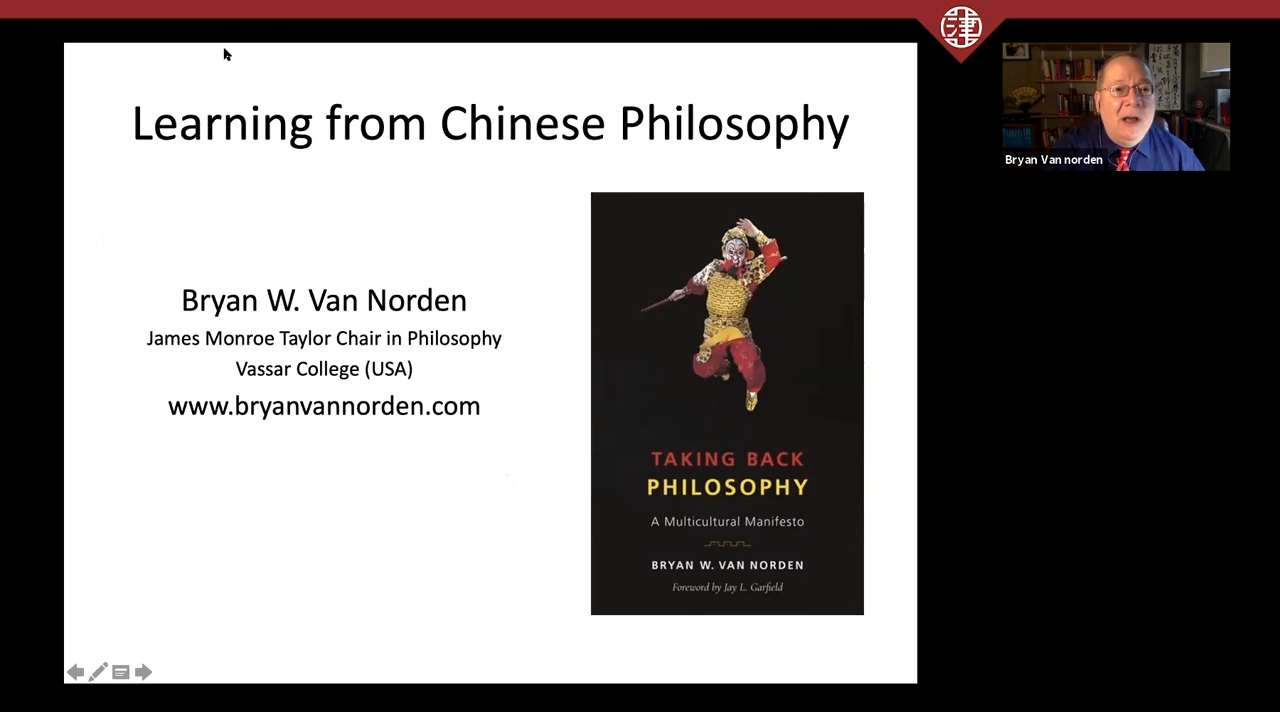 Learning from Chinese Philosophy
Bryan W. Van Norden
James Monroe Taylor Chair in Philosophy
Vassar College (USA)
www.bryanvannorden.com
TAKING BACK
PHILOSOPHY
A Multicultural Manifesto
BRYAN W. VAN NORDEN
Foreword by Jay L. Garfield
Bryan Van norden